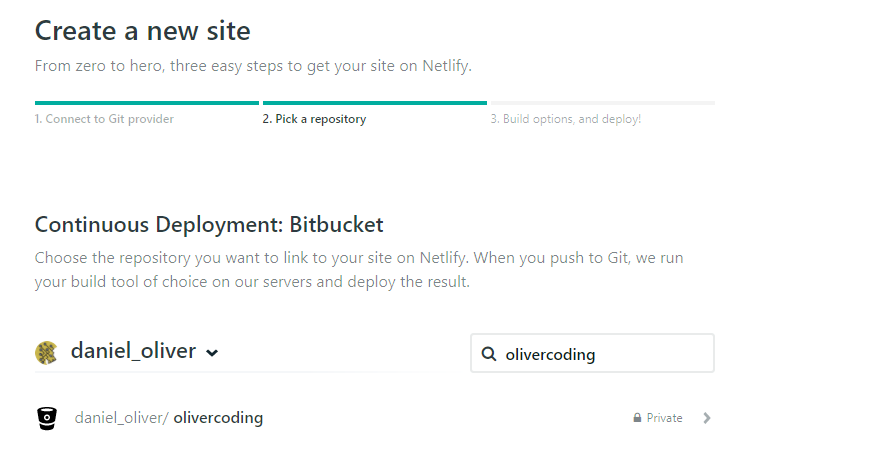 Create a new site
From zero to hero, three easy steps to get your site on Netlify.
1. Connect to Git provider
2. Pick a repository
3. Build options, and deploy!
Continuous Deployment: Bitbucket
Choose the repository you want to link to your site on Netlify. When you push to Git, we run
your build tool of choice on our servers and deploy the result.
daniel_oliver
olivercoding
daniel_oliver/ olivercoding
Private